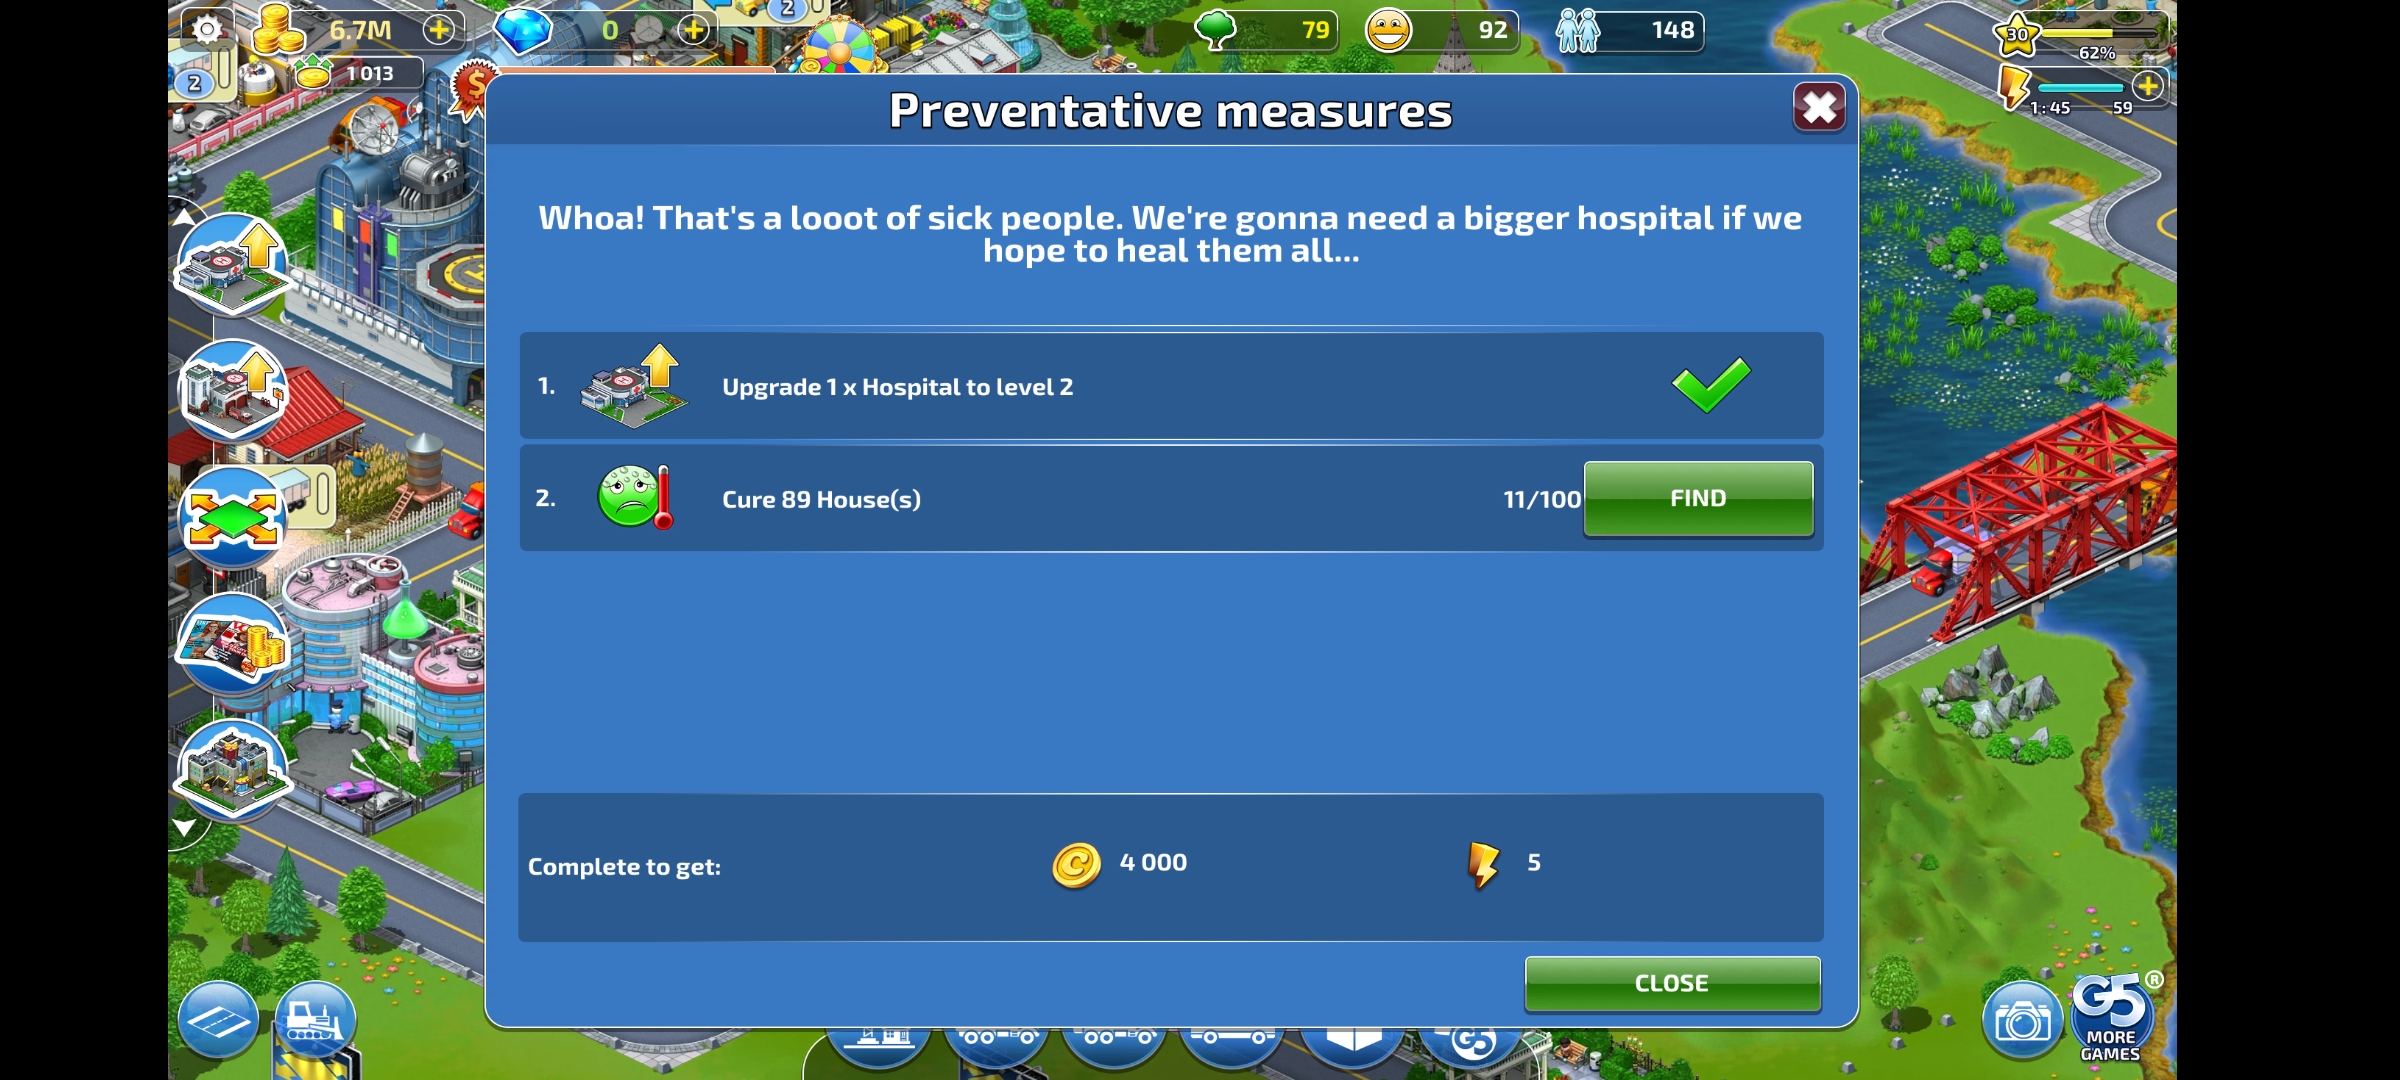 6.7M
0
2
79
92
148
30
62%
2
1 013
1:45
59
Preventative measures
Whoa! That's a looot of sick people. We're gonna need a bigger hospital if we
hope to heal them all...
1.
Upgrade 1 x Hospital to level 2
2.
Cure 89 House(s)
11/100
FIND
Complete to get:
4 000
5
CLOSE
G5
G5®
MORE
GAMES